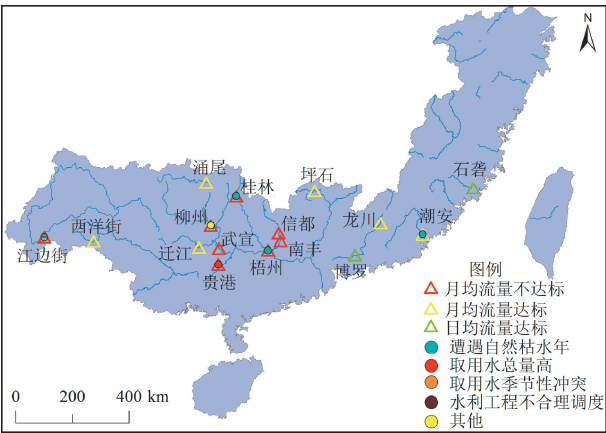 N
石砻
涌尾
坪石
桂林
柳州
信都
龙川
潮安
西洋街
武宣
南丰
江边街
迁江
梧州
博罗
贵港
图例
月均流量不达标
月均流量达标
日均流量达标
遭遇自然枯水年
取用水总量高
取用水季节性冲突
水利工程不合理调度
其他
0 200 400 km